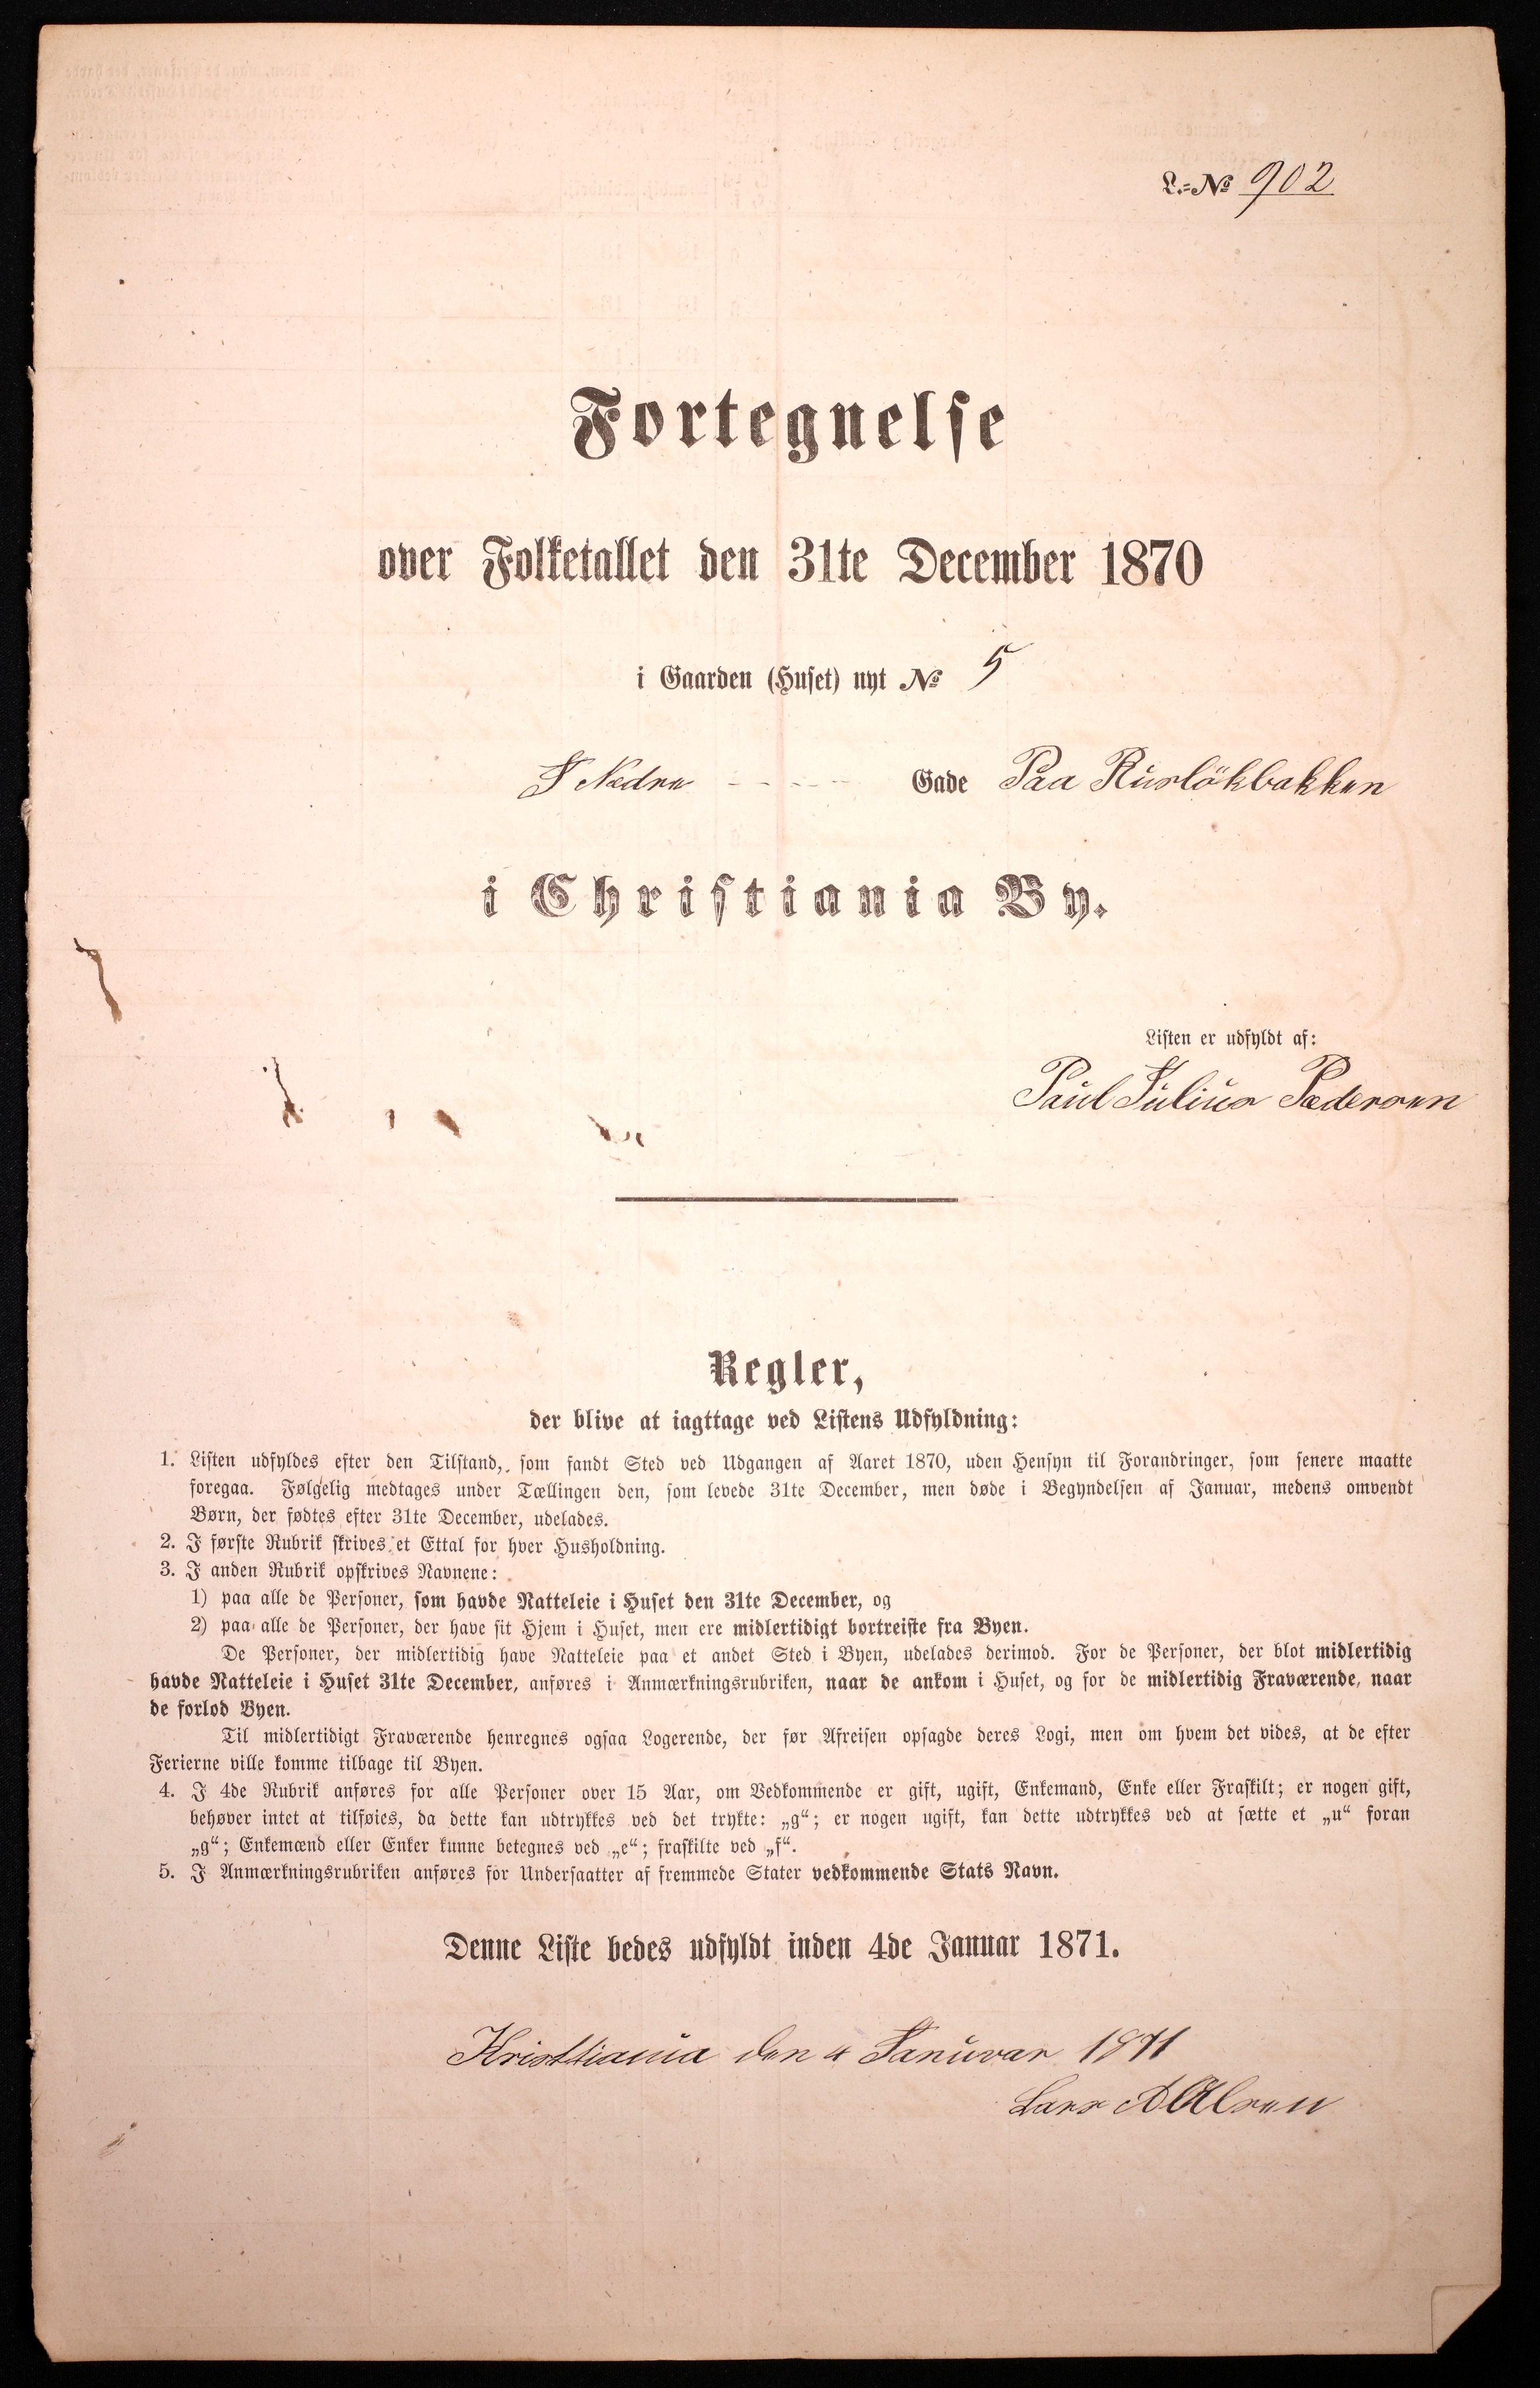 L.=№ 902
Fortegnelse
over Folketallet den 31te December 1870
i Gaarden (Huset) nyt № 5
I Nedre - - - - - Gade Paa Rusløkbakken
i Christiania By.
Listen er udfyldt af:
Paul Julius Pedersen
Regler,
der blive at iagttage ved Listens Udfyldning:
1. Listen udfyldes efter den Tilstand, som fandt Sted ved Udgangen af Aaret 1870, uden Hensyn til Forandringer, som senere maatte
foregaa. Følgelig medtages under Tællingen den, som levede 31te December, men døde i Begyndelsen af Januar, medens omvendt
Børn, der fødtes efter 31te December, udelades.
2. I første Rubrik skrives et Ettal for hver Husholdning.
3. I anden Rubrik opskrives Navnene:
1) paa alle de Personer, som havde Natteleie i Huset den 31te December, og
2) paa alle de Personer, der have sit Hjem i Huset, men ere midlertidigt bortreiste fra Byen.
De Personer, der midlertidig have Natteleie paa et andet Sted i Byen, udelades derimod. For de Personer, der blot midlertidig
havde Natteleie i Huset 31te December, anføres i Anmærkningsrubriken, naar de ankom i Huset, og for de midlertidig Fraværende, naar
de forlod Byen.
Til midlertidigt Fraværende henregnes ogsaa Logerende, der før Afreisen opsagde deres Logi, men om hvem det vides, at de efter
Ferierne ville komme tilbage til Byen.
4. I 4de Rubrik anføres for alle Personer over 15 Aar, om Vedkommende er gift, ugift, Enkemand, Enke eller Fraskilt; er nogen gift,
behøver intet at tilføies, da dette kan udtrykkes ved det trykte: „g“; er nogen ugift, kan dette udtrykkes ved at sætte et „u“ foran
„g“; Enkemænd eller Enker kunne betegnes ved „e“; fraskilte ved „f“.
5. I Anmærkningsrubriken anføres for Undersaatter af fremmede Stater vedkommende Stats Navn.
Denne Liste bedes udfyldt inden 4de Januar 1871.
Kristtiania den 4 Januvar 1871
Lars A Olsen